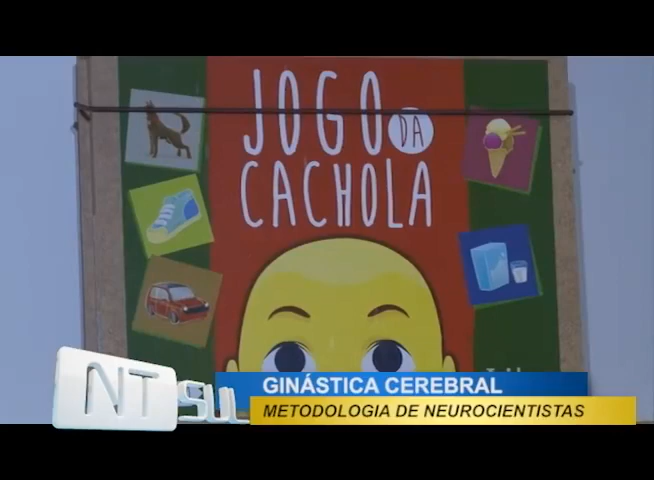 JOGO
DA
CACHOLA
NT
SUL
GINÁSTICA CEREBRAL
METODOLOGIA DE NEUROCIENTISTAS